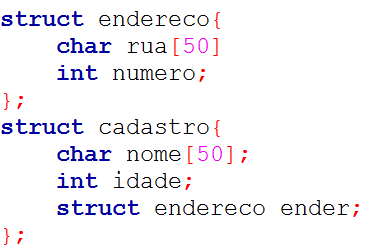 struct endereco{
    char rua[50]
    int numero;
};
struct cadastro{
    char nome[50];
    int idade;
    struct endereco ender;
};